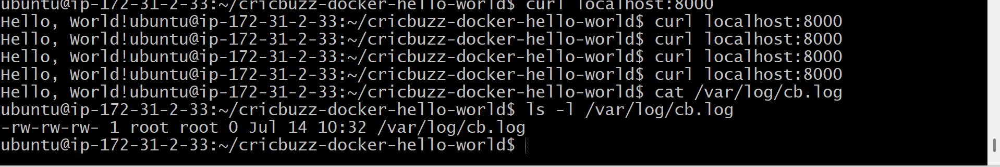 ubuntu@ip-172-31-2-33:~/cricbuzz-docker-hello-world$ curl localhost:8000
Hello, World!ubuntu@ip-172-31-2-33:~/cricbuzz-docker-hello-world$ curl localhost:8000
Hello, World!ubuntu@ip-172-31-2-33:~/cricbuzz-docker-hello-world$ curl localhost:8000
Hello, World!ubuntu@ip-172-31-2-33:~/cricbuzz-docker-hello-world$ curl localhost:8000
Hello, World!ubuntu@ip-172-31-2-33:~/cricbuzz-docker-hello-world$ curl localhost:8000
Hello, World!ubuntu@ip-172-31-2-33:~/cricbuzz-docker-hello-world$ cat /var/log/cb.log
ubuntu@ip-172-31-2-33:~/cricbuzz-docker-hello-world$ ls -l /var/log/cb.log
-rw-rw-rw- 1 root root 0 Jul 14 10:32 /var/log/cb.log
ubuntu@ip-172-31-2-33:~/cricbuzz-docker-hello-world$